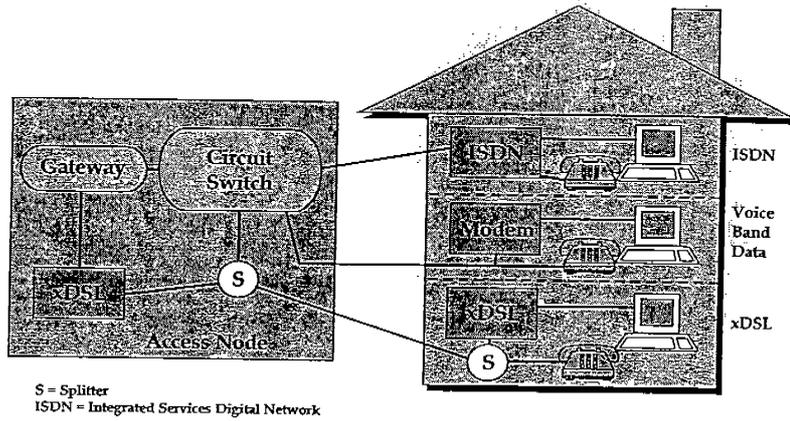 Gateway
Circuit
Switch
xDSL
S
Access Node
ISDN
Modem
xDSL
S
ISDN
Voice
Band
Data
xDSL
S = Splitter
ISDN = Integrated Services Digital Network